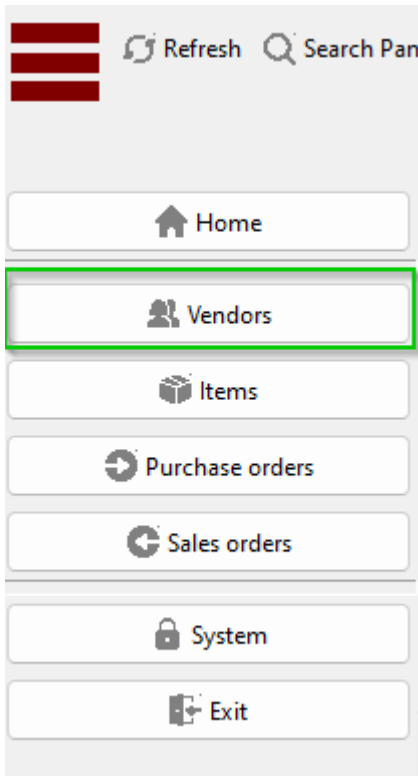 Refresh Search Pan
Home
Vendors
Items
Purchase orders
Sales orders
System
Exit